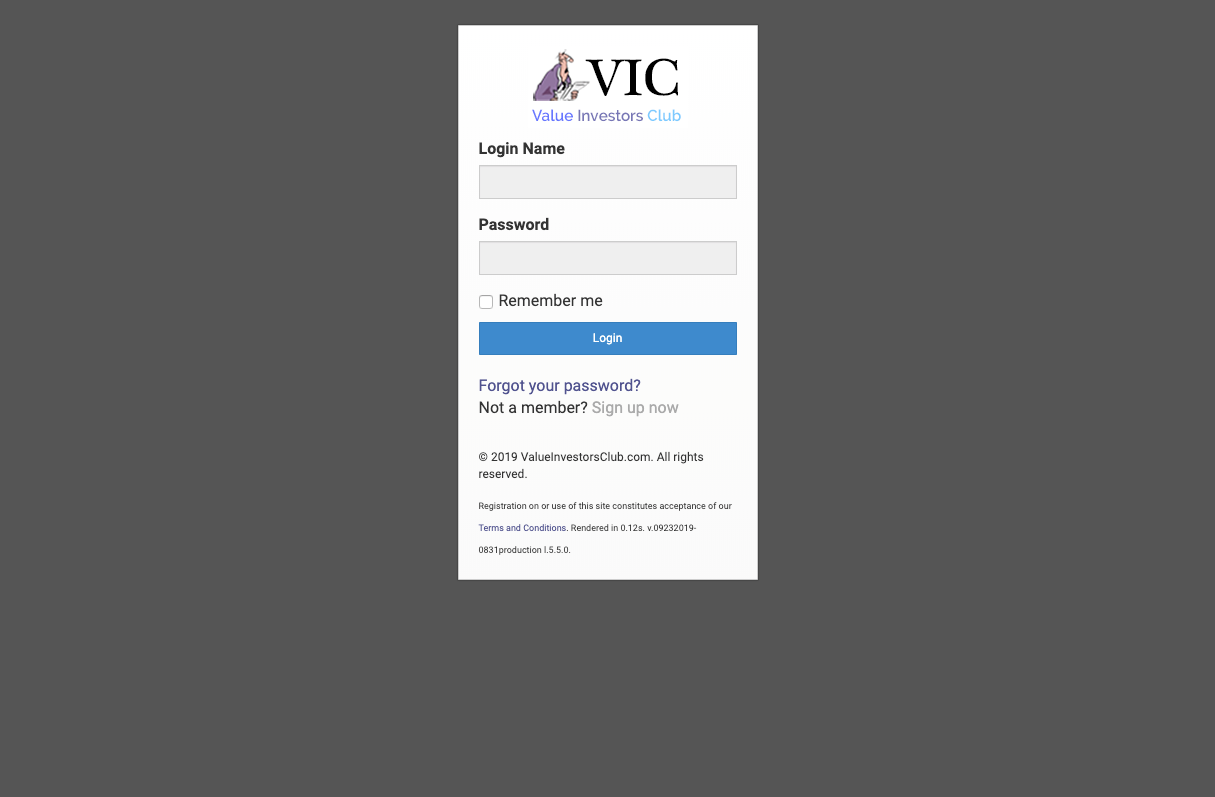 VIC
Value Investors Club
Login Name
Password
Remember me
Login
Forgot your password?
Not a member? Sign up now
© 2019 ValueInvestorsClub.com. All rights
reserved.
Registration on or use of this site constitutes acceptance of our
Terms and Conditions. Rendered in 0.12s. v.09232019-
0831production l.5.5.0.